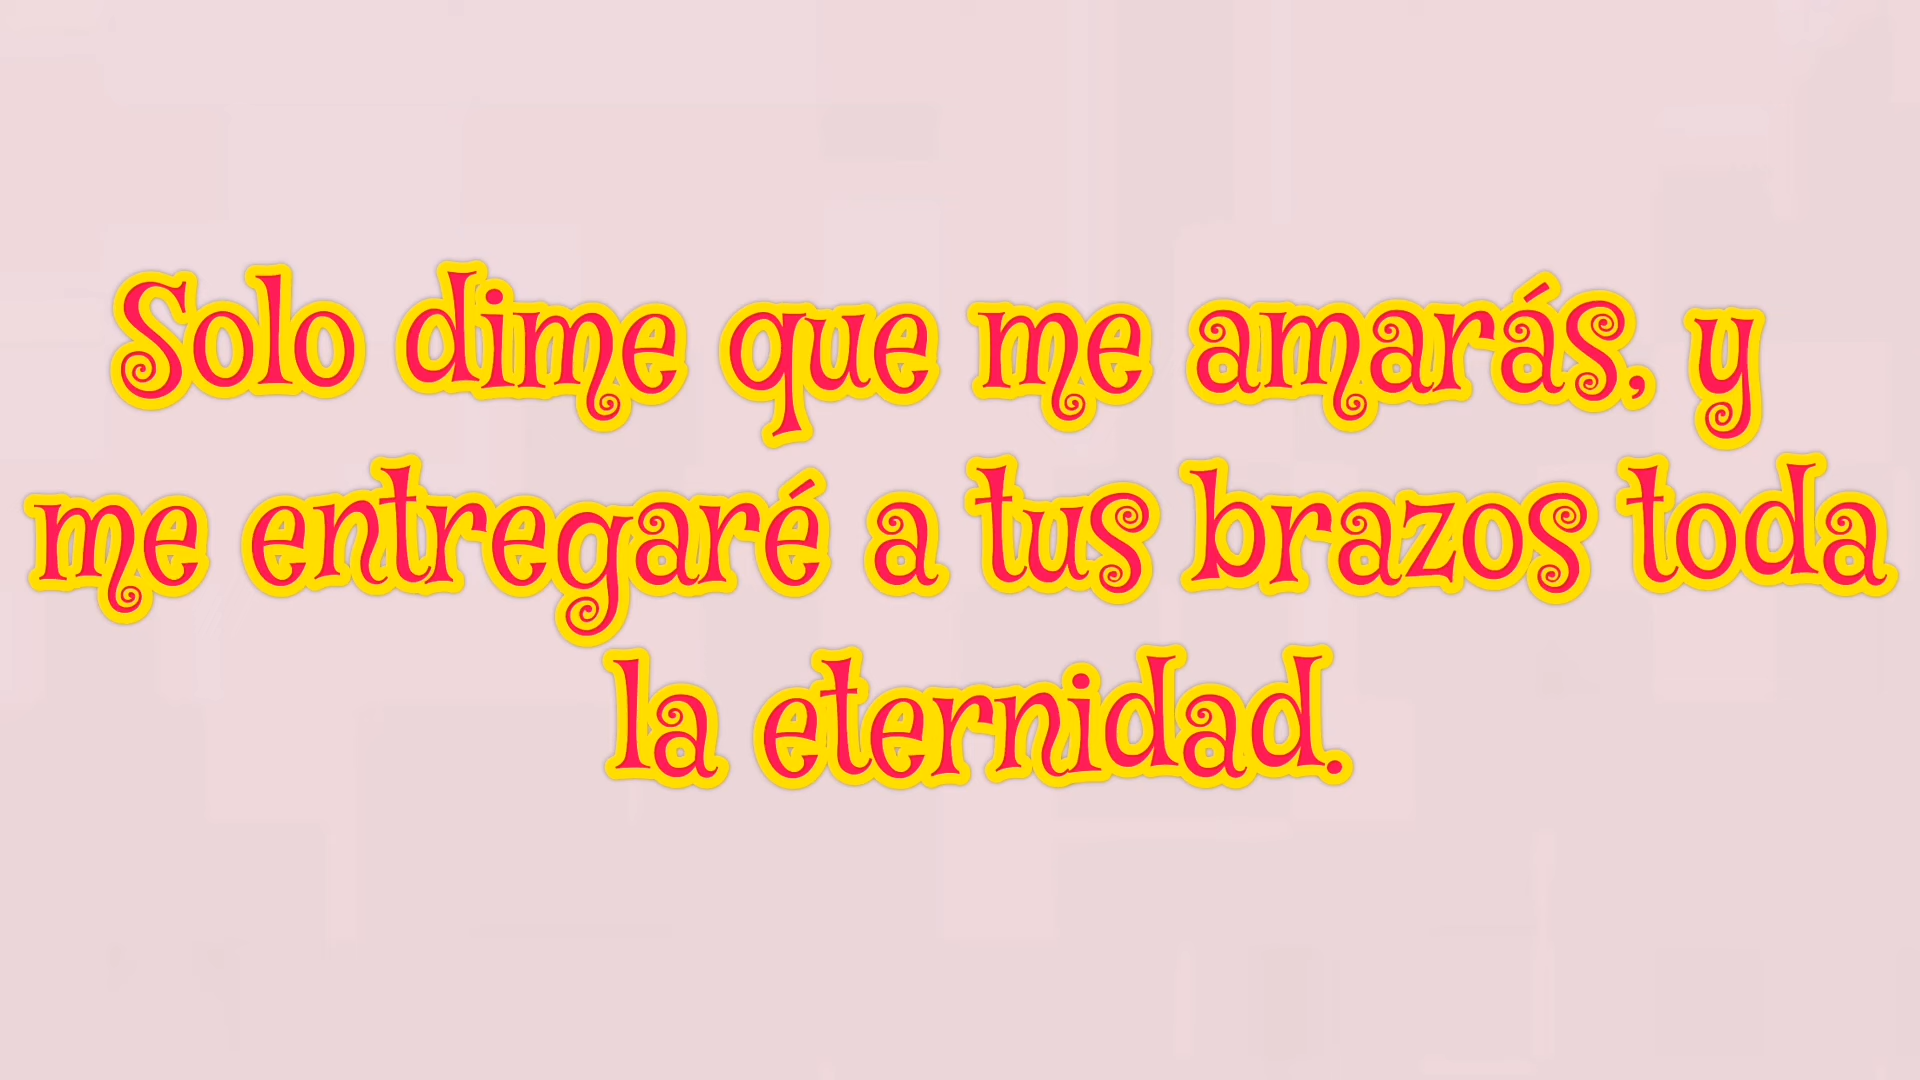 Solo dime que me amarás, y
me entregaré a tus brazos toda
la eternidad.